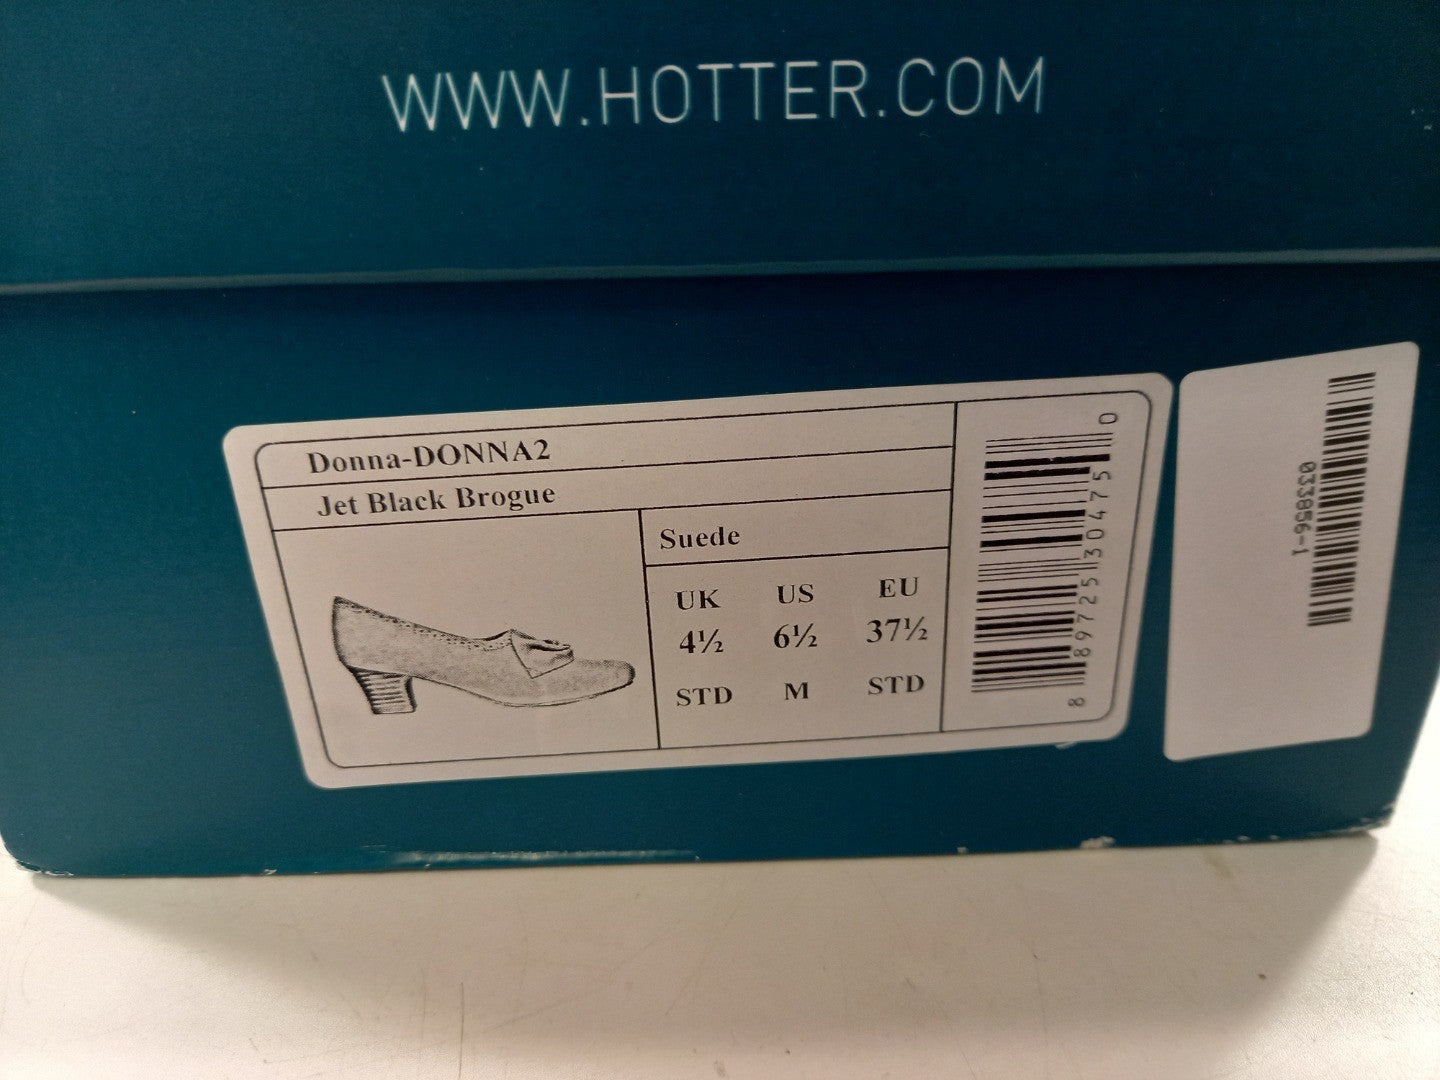 WWW.HOTTER.COM
Donna-DONNA2
Jet Black Brogue
Suede
UK US EU
4½ 6½ 37½
STD M STD
8 89725 30475 0
033856-1